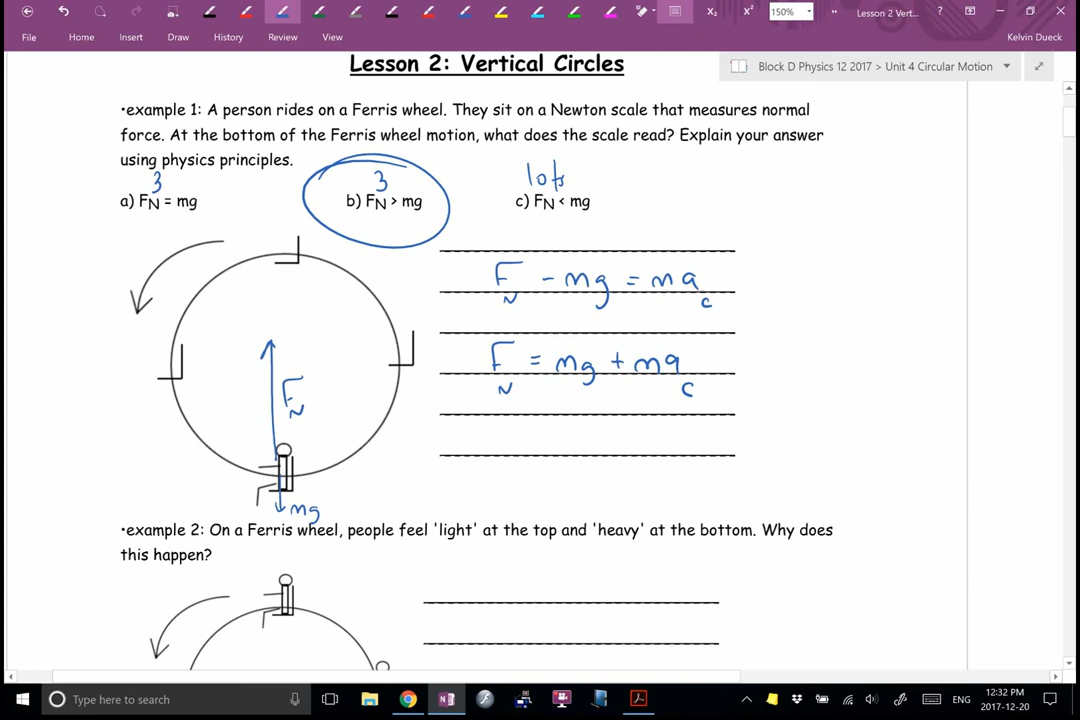 150%
Lesson 2 Vert...
File Home Insert Draw History Review View
Kelvin Dueck
Lesson 2: Vertical Circles
Block D Physics 12 2017 > Unit 4 Circular Motion
•example 1: A person rides on a Ferris wheel. They sit on a Newton scale that measures normal
force. At the bottom of the Ferris wheel motion, what does the scale read? Explain your answer
using physics principles.
3 3 lots
a) FN = mg b) FN > mg c) FN < mg
FN - mg = mac
FN = mg + mac
FN
mg
•example 2: On a Ferris wheel, people feel 'light' at the top and 'heavy' at the bottom. Why does
this happen?
Type here to search
ENG
12:32 PM
2017-12-20